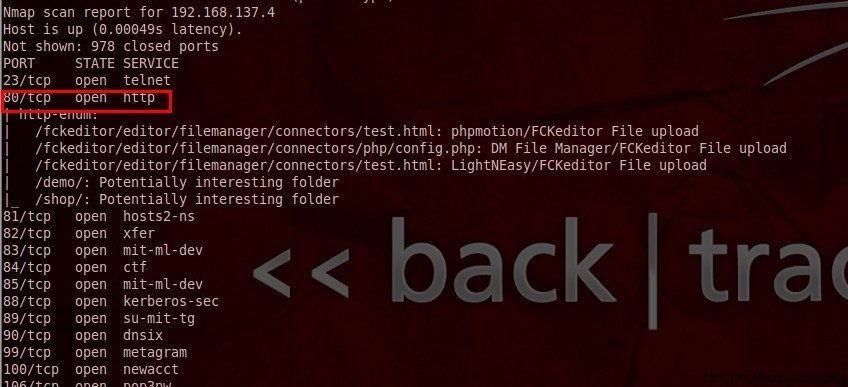 Nmap scan report for 192.168.137.4
Host is up (0.00049s latency).
Not shown: 978 closed ports
PORT     STATE SERVICE
23/tcp   open  telnet
80/tcp   open  http
| http-enum:
|   /fckeditor/editor/filemanager/connectors/test.html: phpmotion/FCKeditor File upload
|   /fckeditor/editor/filemanager/connectors/php/config.php: DM File Manager/FCKeditor File upload
|   /fckeditor/editor/filemanager/connectors/test.html: LightNEasy/FCKeditor File upload
|   /demo/: Potentially interesting folder
|_  /shop/: Potentially interesting folder
81/tcp   open  hosts2-ns
82/tcp   open  xfer
83/tcp   open  mit-ml-dev
84/tcp   open  ctf
85/tcp   open  mit-ml-dev
88/tcp   open  kerberos-sec
89/tcp   open  su-mit-tg
90/tcp   open  dnsix
99/tcp   open  metagram
100/tcp  open  newacct
106/tcp  open  pop3pw
<< back | trac